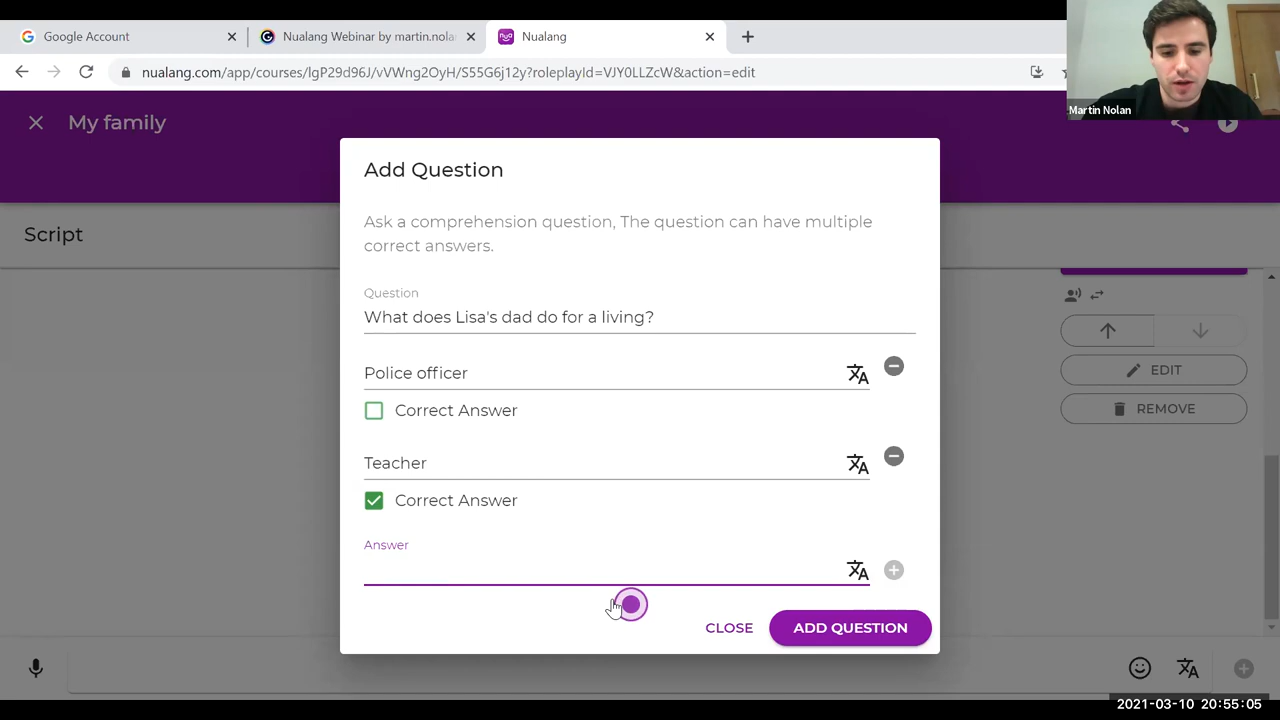 Google Account
Nualang Webinar by martin.nola
Nualang
nualang.com/app/courses/lgP29d96J/vVWng2OyH/S55G6j12y?roleplayId=VJY0LLZcW&action=edit
Martin Nolan
My family
Add Question
Ask a comprehension question, The question can have multiple
correct answers.
Script
Question
What does Lisa's dad do for a living?
Police officer
EDIT
Correct Answer
REMOVE
Teacher
Correct Answer
Answer
CLOSE
ADD QUESTION
2021-03-10 20:55:05